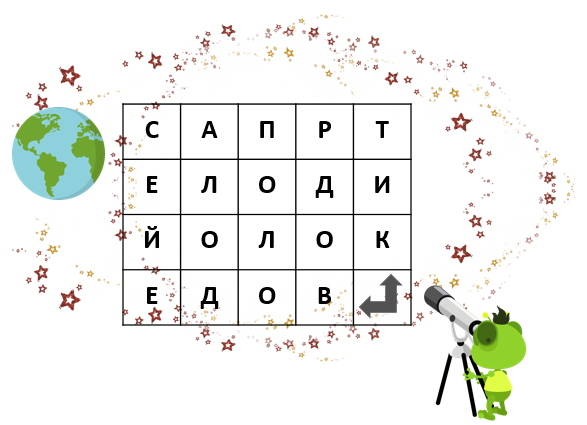 С А П Р Т
Е Л О Д И
Й О Л О К
Е Д О В